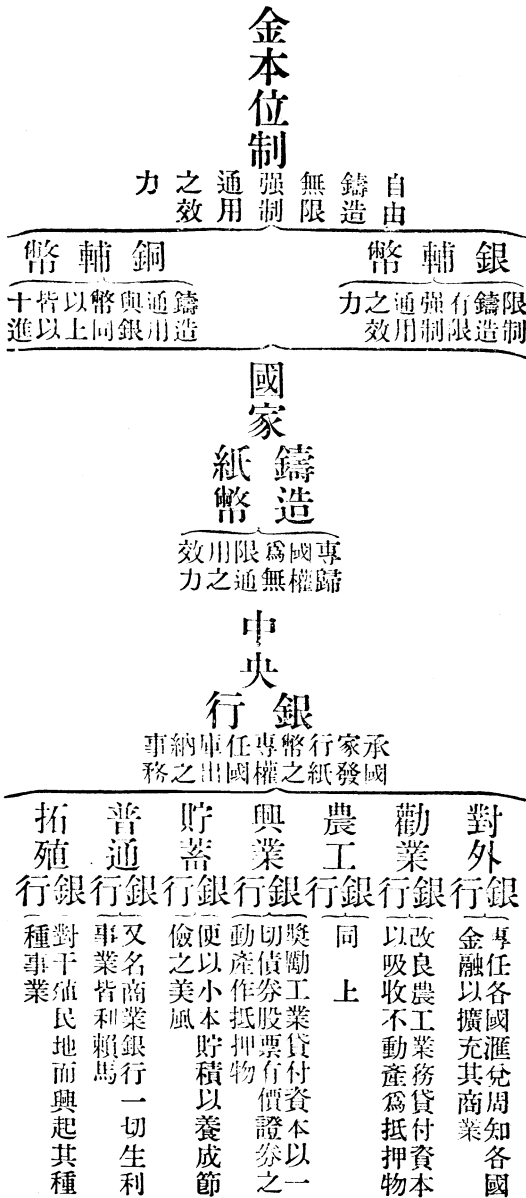 金本位制
自由鑄造無限强制通用之效力
銀輔幣
限制鑄造有限强制通用之效力
銅輔幣
鑄造通用與銀幣同以上皆以十進
國家
鑄造
紙幣
專歸國權爲無限通用之效力
中央
銀行
承國家發行紙幣之專權任國庫出納之事務
對外銀行
專任各國滙兌周知各國
金融以擴充其商業
勸業銀行
改良農工業務貸付資本
以吸收不動產爲抵押物
農工銀行
同上
興業銀行
奬勵工業貸付資本以一
切債券股票有價證券之
動產作抵押物
貯蓄銀行
便以小本貯積以養成節
儉之美風
普通銀行
又名商業銀行一切生利
事業皆利賴馬
拓殖銀行
對干殖民地而興起其種
種事業